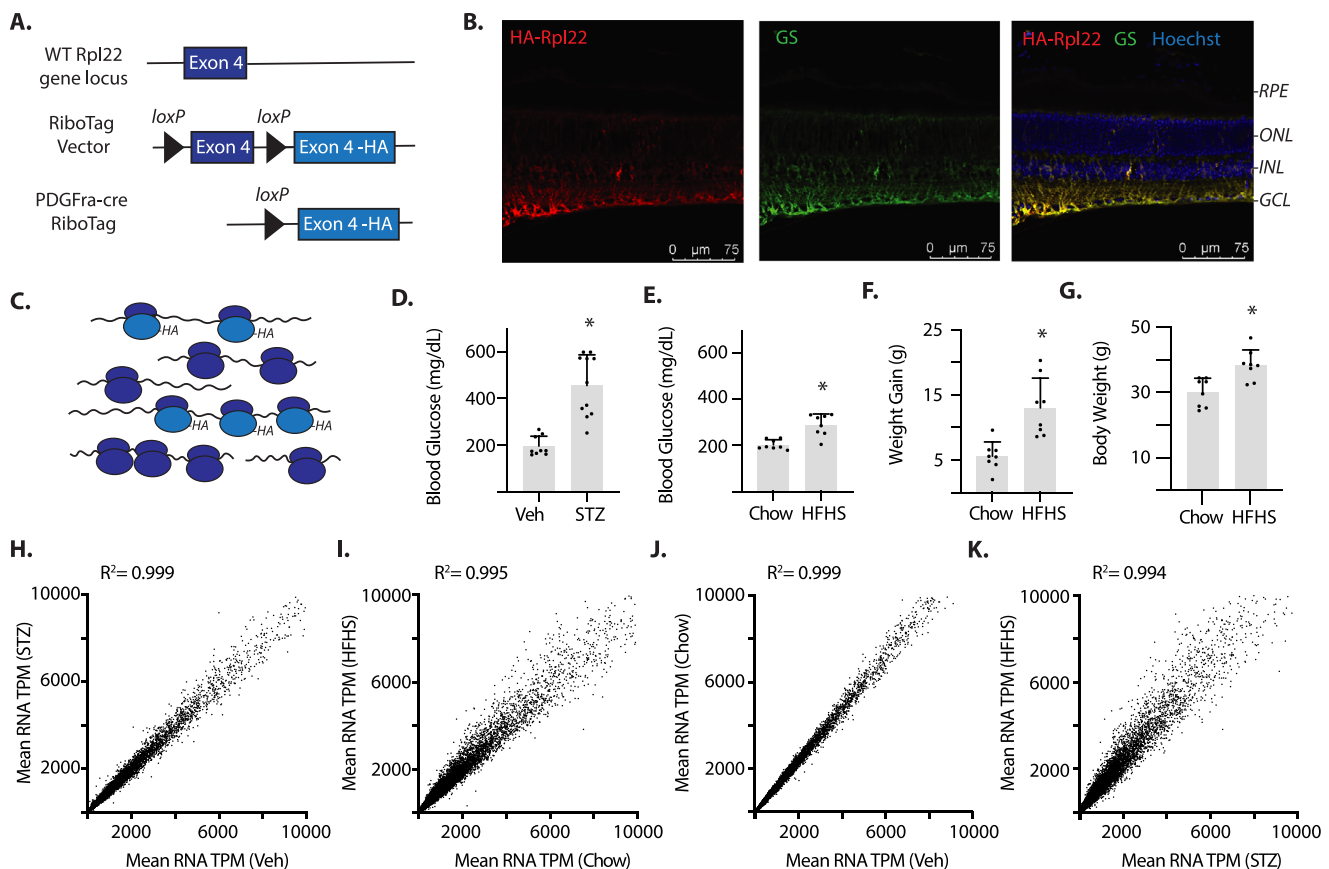 A.
WT Rpl22
gene locus
Exon 4
RiboTag
Vector
loxP
Exon 4
loxP
Exon 4 -HA
PDGFra-cre
RiboTag
loxP
Exon 4 -HA
B.
HA-Rpl22
0 µm 75
GS
0 µm 75
HA-Rpl22 GS Hoechst
0 µm 75
-RPE
-ONL
-INL
-GCL
C.
-HA
-HA
-HA
-HA
-HA
D.
Blood Glucose (mg/dL)
600
400
200
*
Veh STZ
E.
Blood Glucose (mg/dL)
600
400
200
*
Chow HFHS
F.
Weight Gain (g)
25
15
5
*
Chow HFHS
G.
Body Weight (g)
50
30
10
*
Chow HFHS
H.
R²= 0.999
Mean RNA TPM (STZ)
10000
6000
2000
2000 6000 10000
Mean RNA TPM (Veh)
I.
R²= 0.995
Mean RNA TPM (HFHS)
10000
6000
2000
2000 6000 10000
Mean RNA TPM (Chow)
J.
R²= 0.999
Mean RNA TPM (Chow)
10000
6000
2000
2000 6000 10000
Mean RNA TPM (Veh)
K.
R²= 0.994
Mean RNA TPM (HFHS)
10000
6000
2000
2000 6000 10000
Mean RNA TPM (STZ)